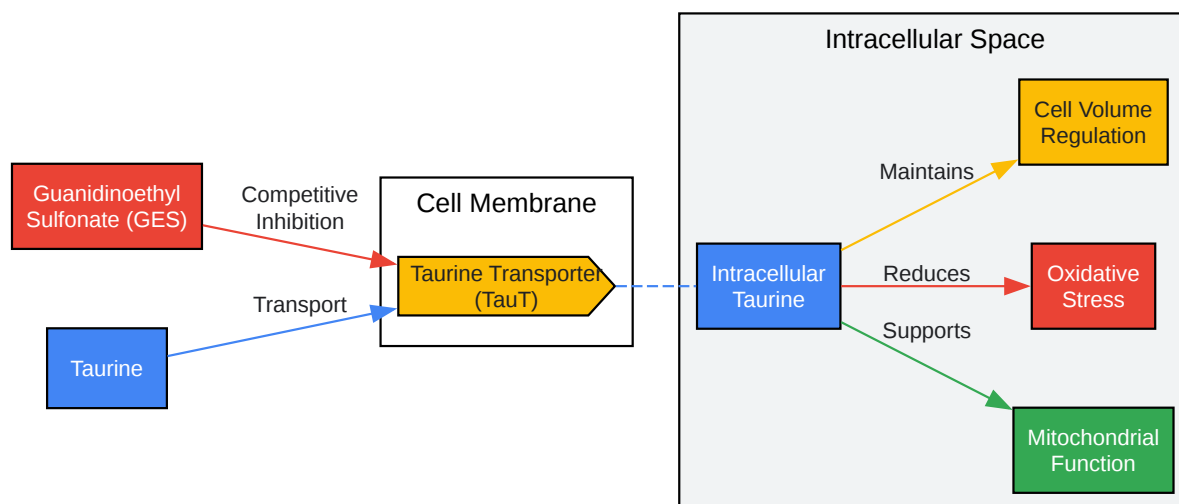 Intracellular Space
Cell Volume
Regulation
Maintains
Guanidinoethyl
Sulfonate (GES)
Competitive
Inhibition
Cell Membrane
Taurine Transporter
(TauT)
Intracellular
Taurine
Reduces
Oxidative
Stress
Transport
Supports
Taurine
Mitochondrial
Function